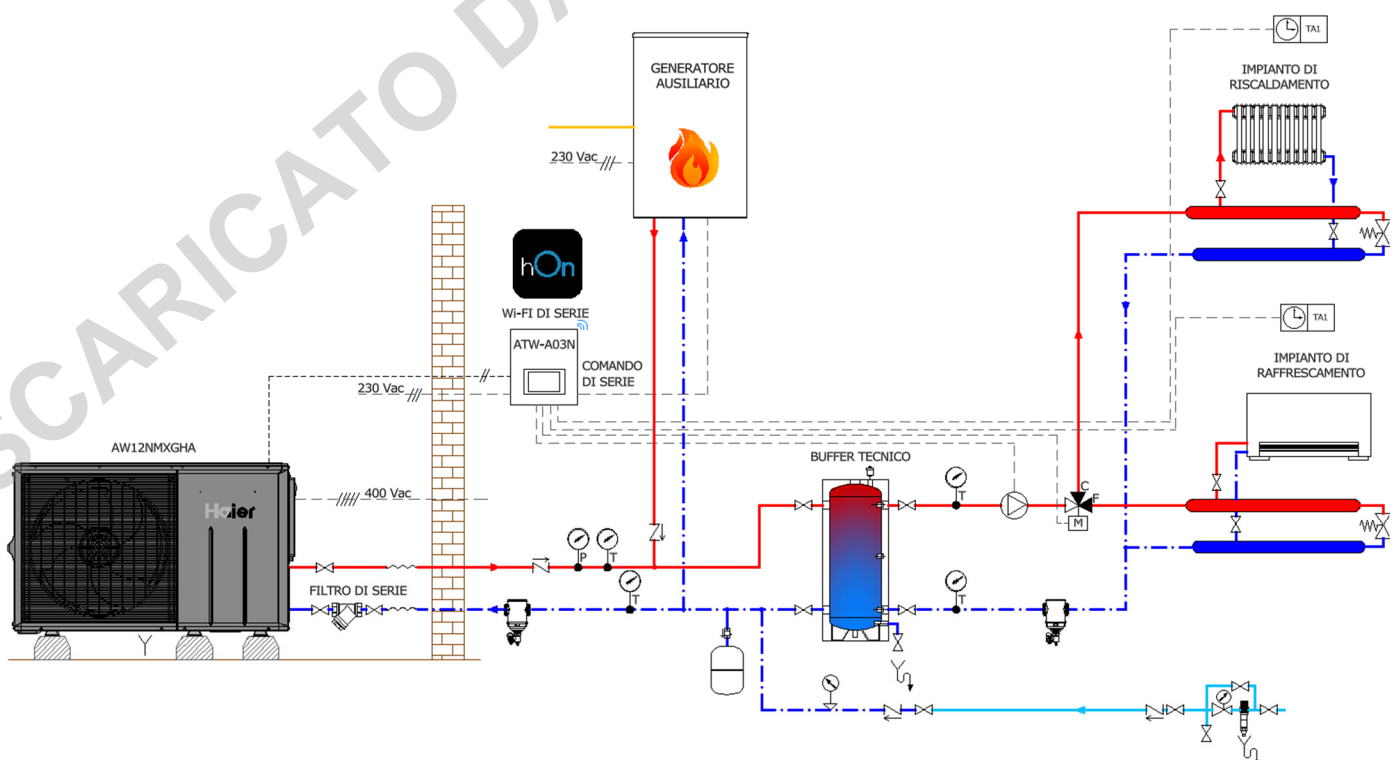 SCARICATO DA
TA1
GENERATORE
AUSILIARIO
IMPIANTO DI
RISCALDAMENTO
230 Vac
hOn
Wi-FI DI SERIE
ATW-A03N
COMANDO
DI SERIE
230 Vac
TA1
IMPIANTO DI
RAFFRESCAMENTO
AW12NMXGHA
BUFFER TECNICO
400 Vac
Haier
T
C
F
M
P
T
FILTRO DI SERIE
T
T